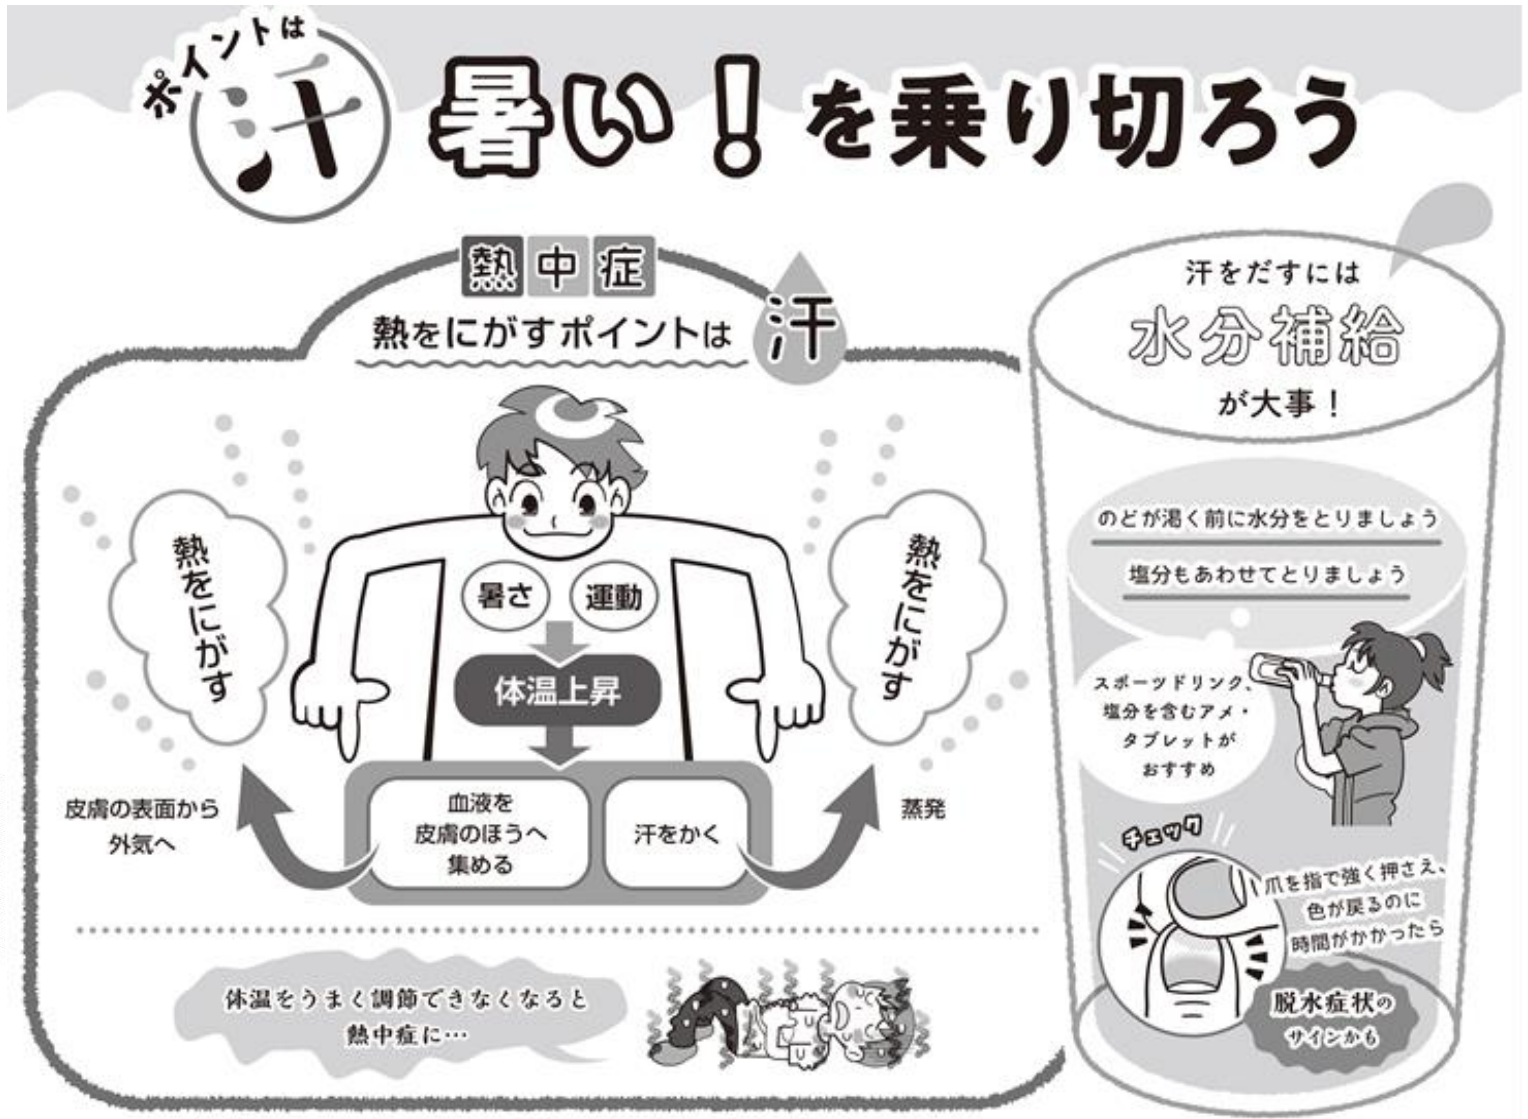 ポイントは
汗
暑い！を乗り切ろう
熱中症
熱をにがすポイントは
汗
熱をにがす
熱をにがす
暑さ
運動
体温上昇
血液を
皮膚のほうへ
集める
汗をかく
皮膚の表面から
外気へ
蒸発
体温をうまく調節できなくなると
熱中症に…
汗をだすには
水分補給
が大事！
のどが渇く前に水分をとりましょう
塩分もあわせてとりましょう
スポーツドリンク、
塩分を含むアメ・
タブレットが
おすすめ
チェック
爪を指で強く押さえ、
色が戻るのに
時間がかかったら
脱水症状の
サインかも